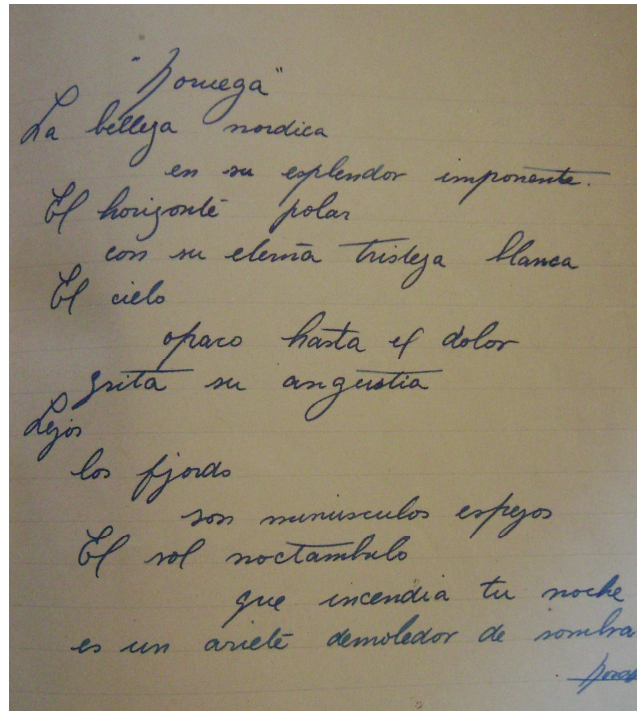 "Noruega"
La belleza nordica
en su esplendor imponente.
El horizonte polar
con su eterna tristeza blanca
El cielo
opaco hasta el dolor
grita su angustia
Lejos
los fjords
son minusculos espejos
El sol noctambulo
que incendia tu noche
es un ariete demoledor de sombra